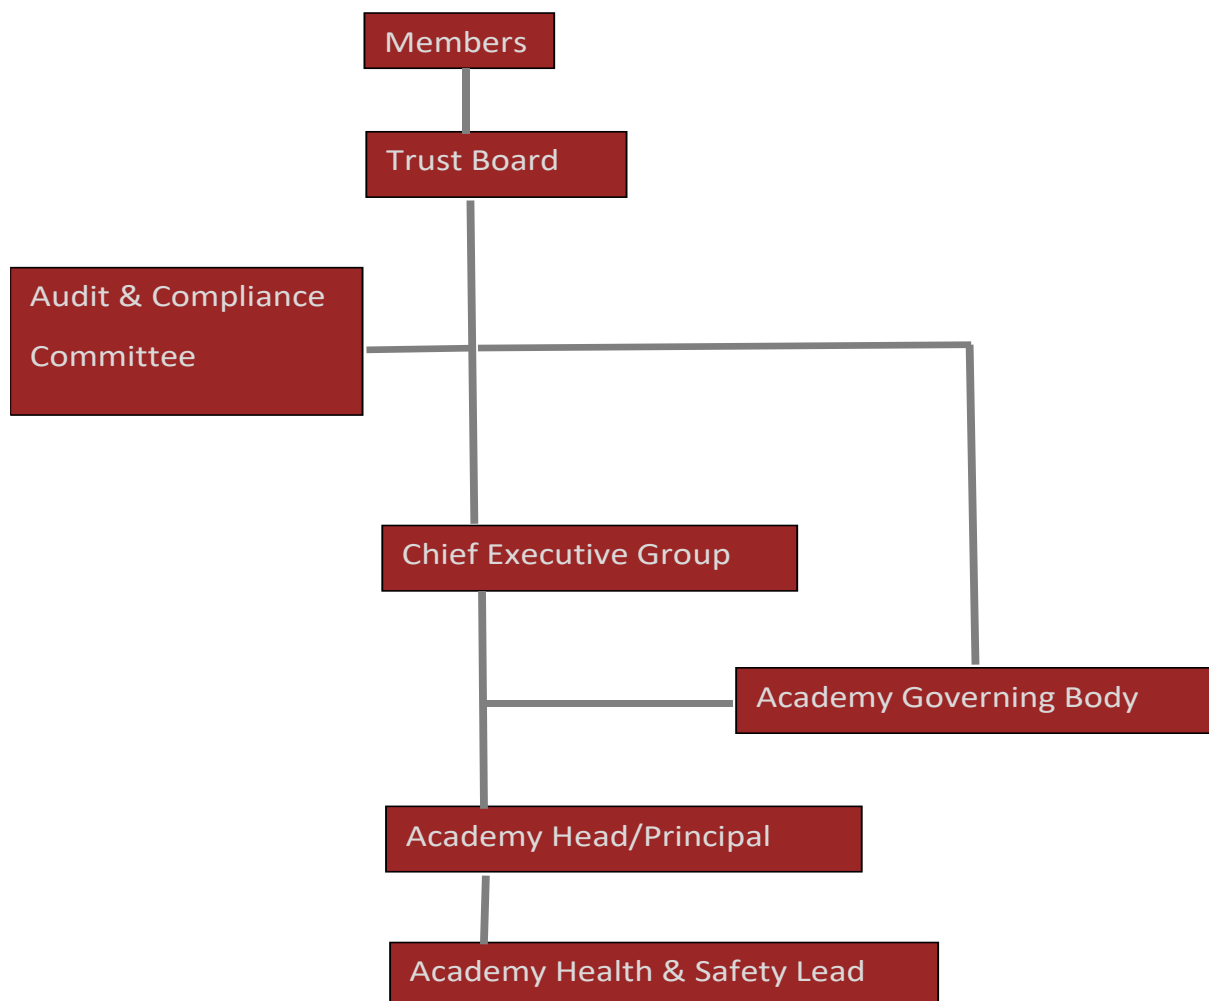 Members
Trust Board
Audit & Compliance
Committee
Chief Executive Group
Academy Governing Body
Academy Head/Principal
Academy Health & Safety Lead